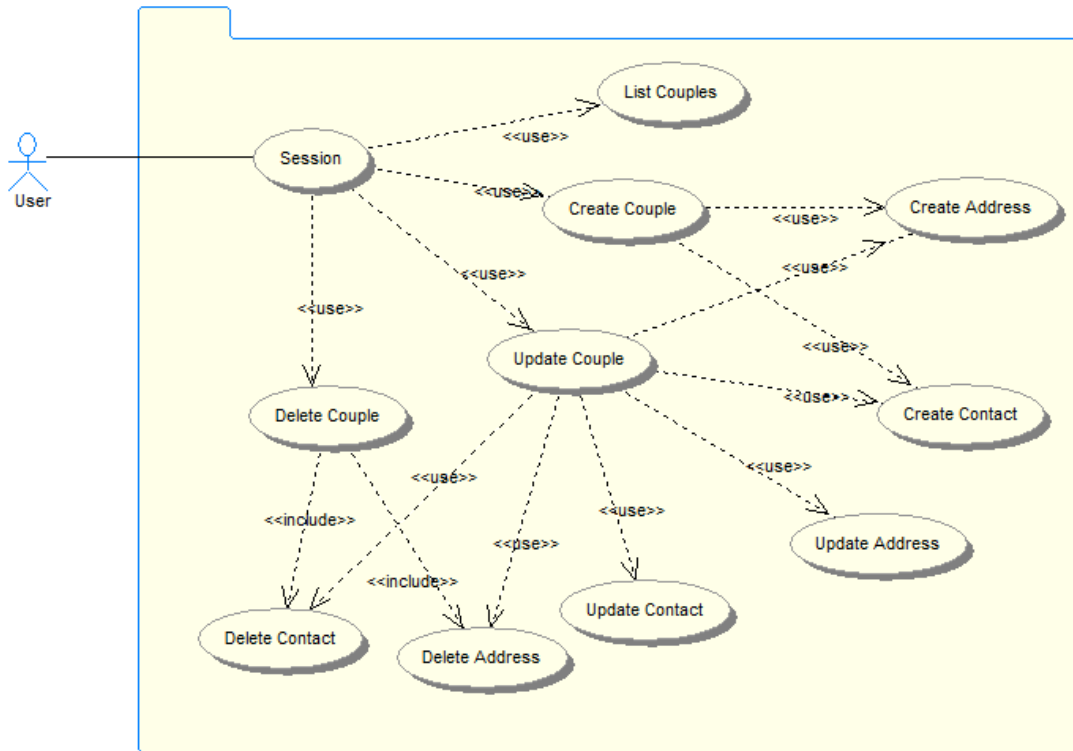 List Couples
<<use>>
Session
User
<<use>>
Create Couple
Create Address
<<use>>
<<use>>
<<use>>
<<use>>
<<use>>
Update Couple
<<use>>
Delete Couple
Create Contact
<<use>>
<<use>>
<<include>>
<<use>>
<<use>>
Update Address
<<include>>
Update Contact
Delete Contact
Delete Address